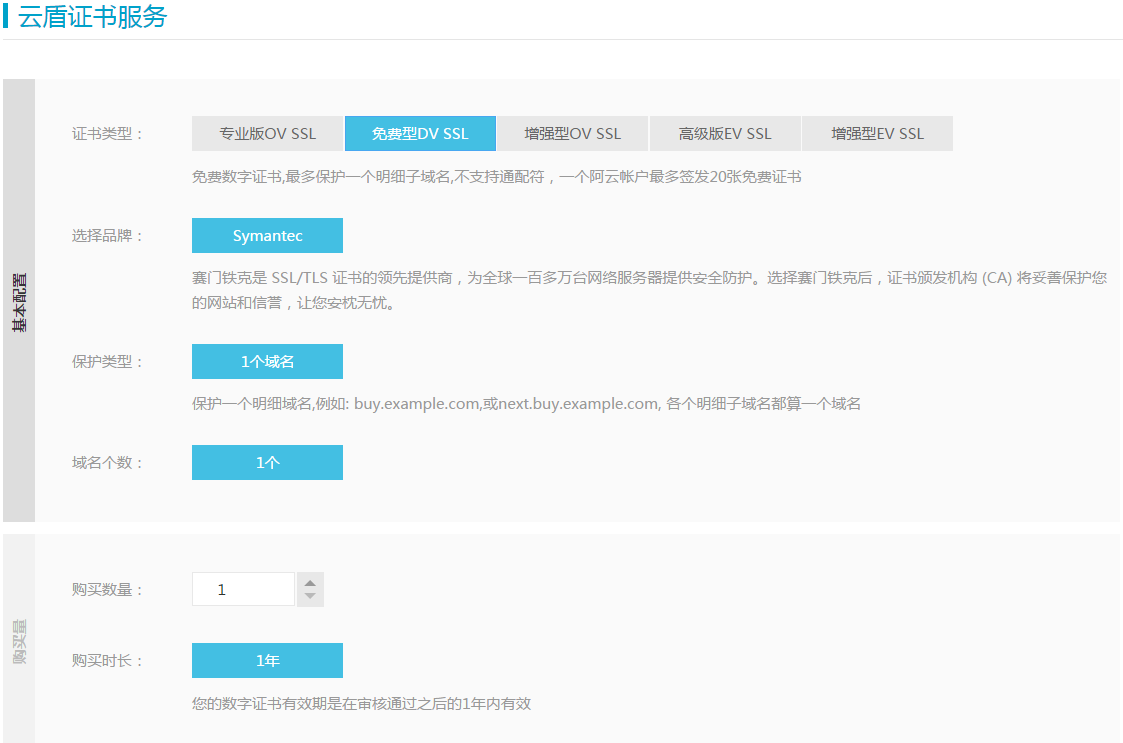 云盾证书服务
基本配置
证书类型：
专业版OV SSL
免费型DV SSL
增强型OV SSL
高级版EV SSL
增强型EV SSL
免费数字证书,最多保护一个明细子域名,不支持通配符，一个阿云帐户最多签发20张免费证书
选择品牌：
Symantec
赛门铁克是 SSL/TLS 证书的领先提供商，为全球一百多万台网络服务器提供安全防护。选择赛门铁克后，证书颁发机构 (CA) 将妥善保护您
的网站和信誉，让您安枕无忧。
保护类型：
1个域名
保护一个明细域名,例如: buy.example.com,或next.buy.example.com, 各个明细子域名都算一个域名
域名个数：
1个
购买量
购买数量：
1
购买时长：
1年
您的数字证书有效期是在审核通过之后的1年内有效